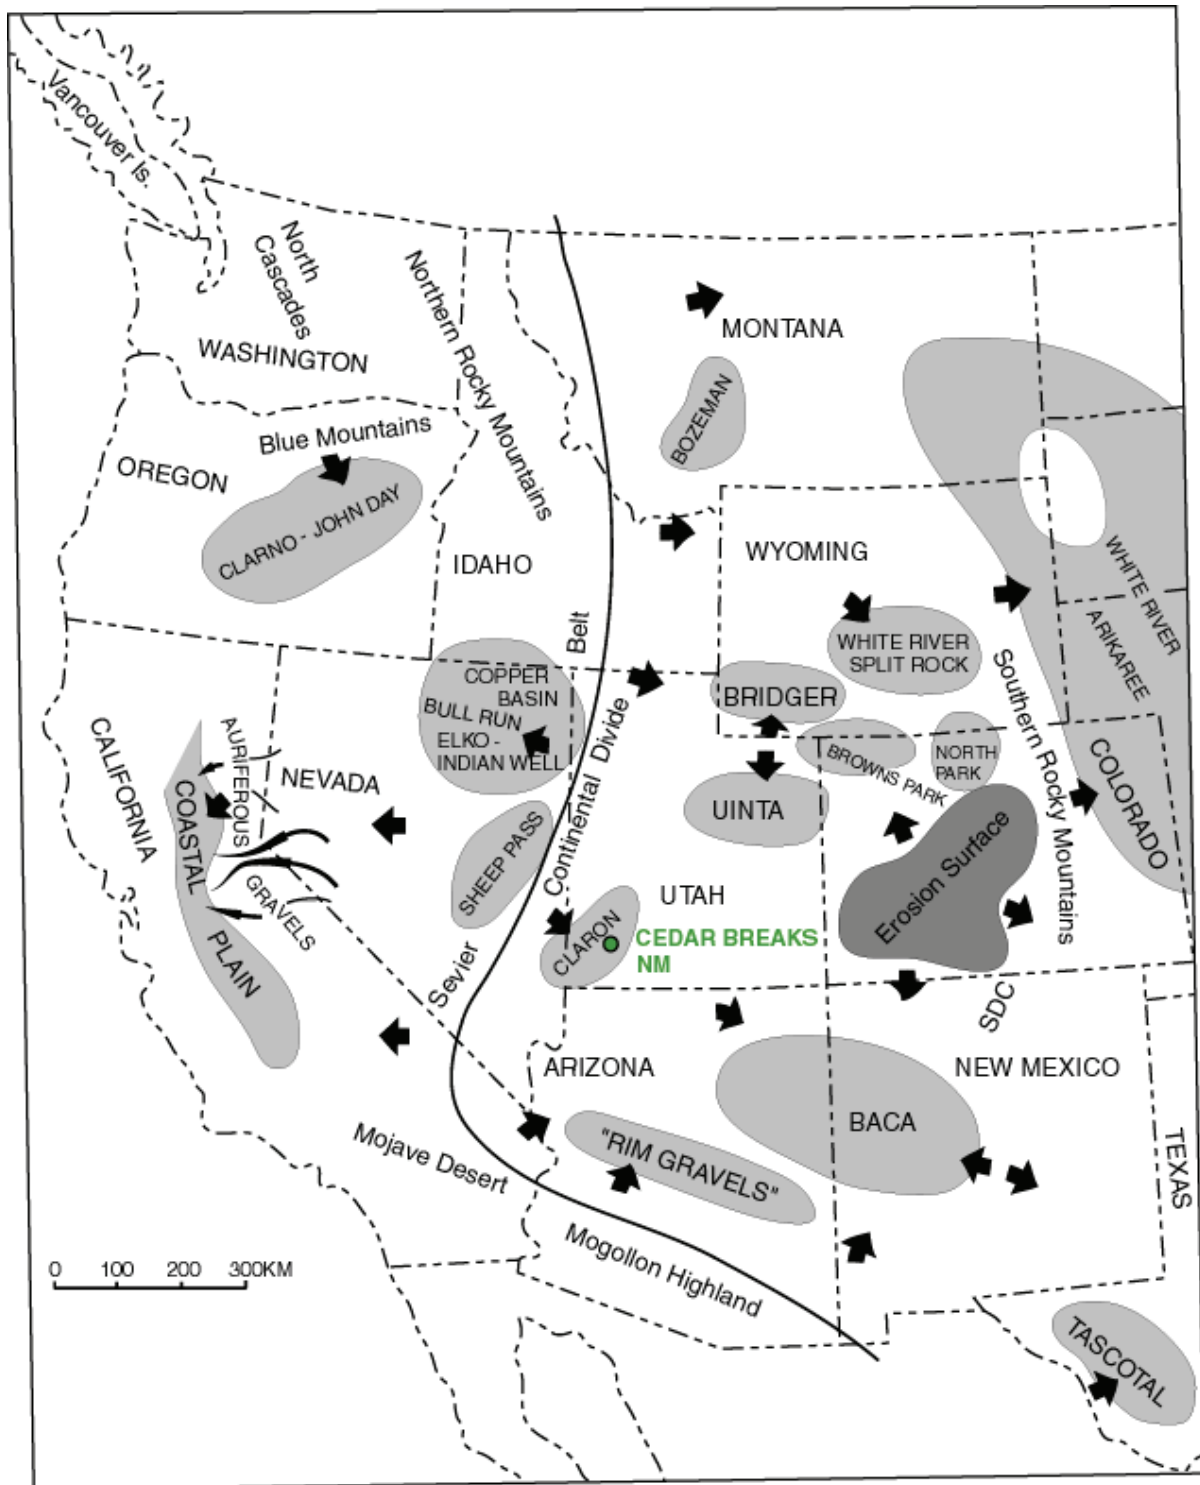 Vancouver Is.
North
Cascades
Northern Rocky Mountains
WASHINGTON
MONTANA
BOZEMAN
Blue Mountains
OREGON
CLARNO - JOHN DAY
IDAHO
WYOMING
WHITE RIVER
ARIKAREE
Belt
WHITE RIVER
SPLIT ROCK
COPPER
BASIN
BULL RUN
ELKO -
INDIAN WELL
BRIDGER
Southern Rocky Mountains
CALIFORNIA
AURIFEROUS
GRAVELS
NEVADA
COASTAL
PLAIN
Continental Divide
BROWNS PARK
NORTH
PARK
COLORADO
UINTA
SHEEP PASS
Erosion Surface
UTAH
CLARON
CEDAR BREAKS
NM
Sevier
SDC
ARIZONA
NEW MEXICO
BACA
"RIM GRAVELS"
Mojave Desert
TEXAS
Mogollon Highland
0 100 200 300KM
TASCOTAL